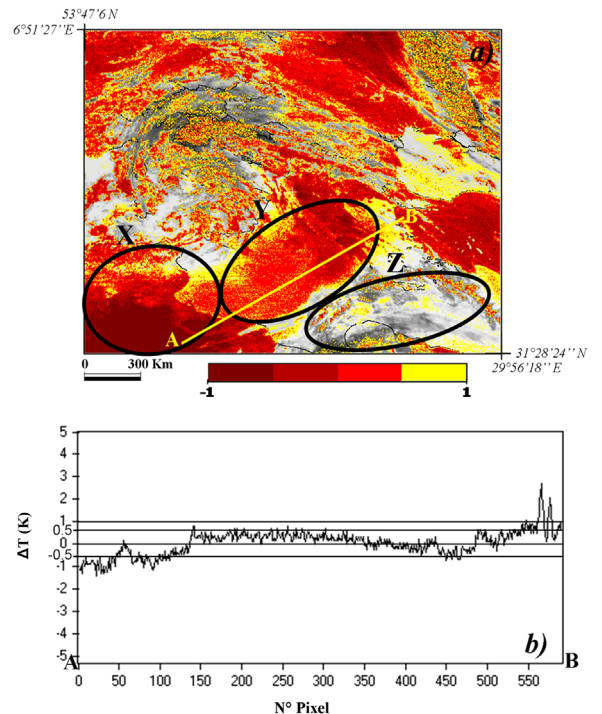 53°47'6 N
6°51'27'' E
a)
B
Y
X
Z
A
31°28'24'' N
29°56'18'' E
0 300 Km
-1 1
5
4
3
2
1
0.5
0
-0,5
-1
-2
-3
-4
-5
ΔT (K)
b)
A B
0 50 100 150 200 250 300 350 400 450 500 550
N° Pixel